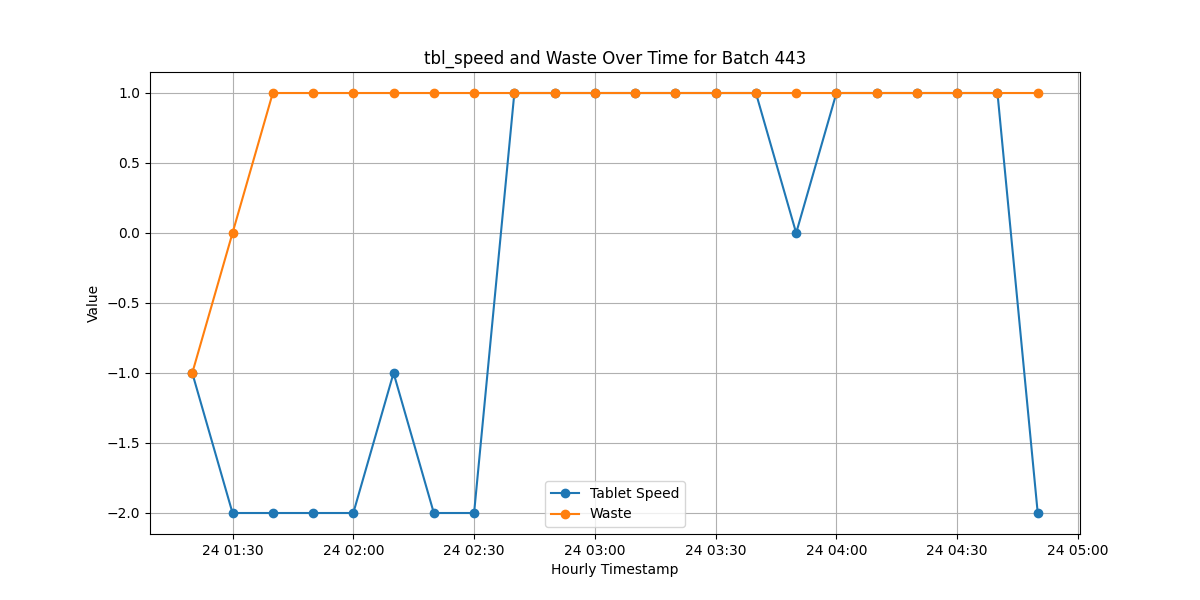 tbl_speed and Waste Over Time for Batch 443
1.0
0.5
0.0
−0.5
−1.0
−1.5
−2.0
Value
Tablet Speed
Waste
24 01:30 24 02:00 24 02:30 24 03:00 24 03:30 24 04:00 24 04:30 24 05:00
Hourly Timestamp